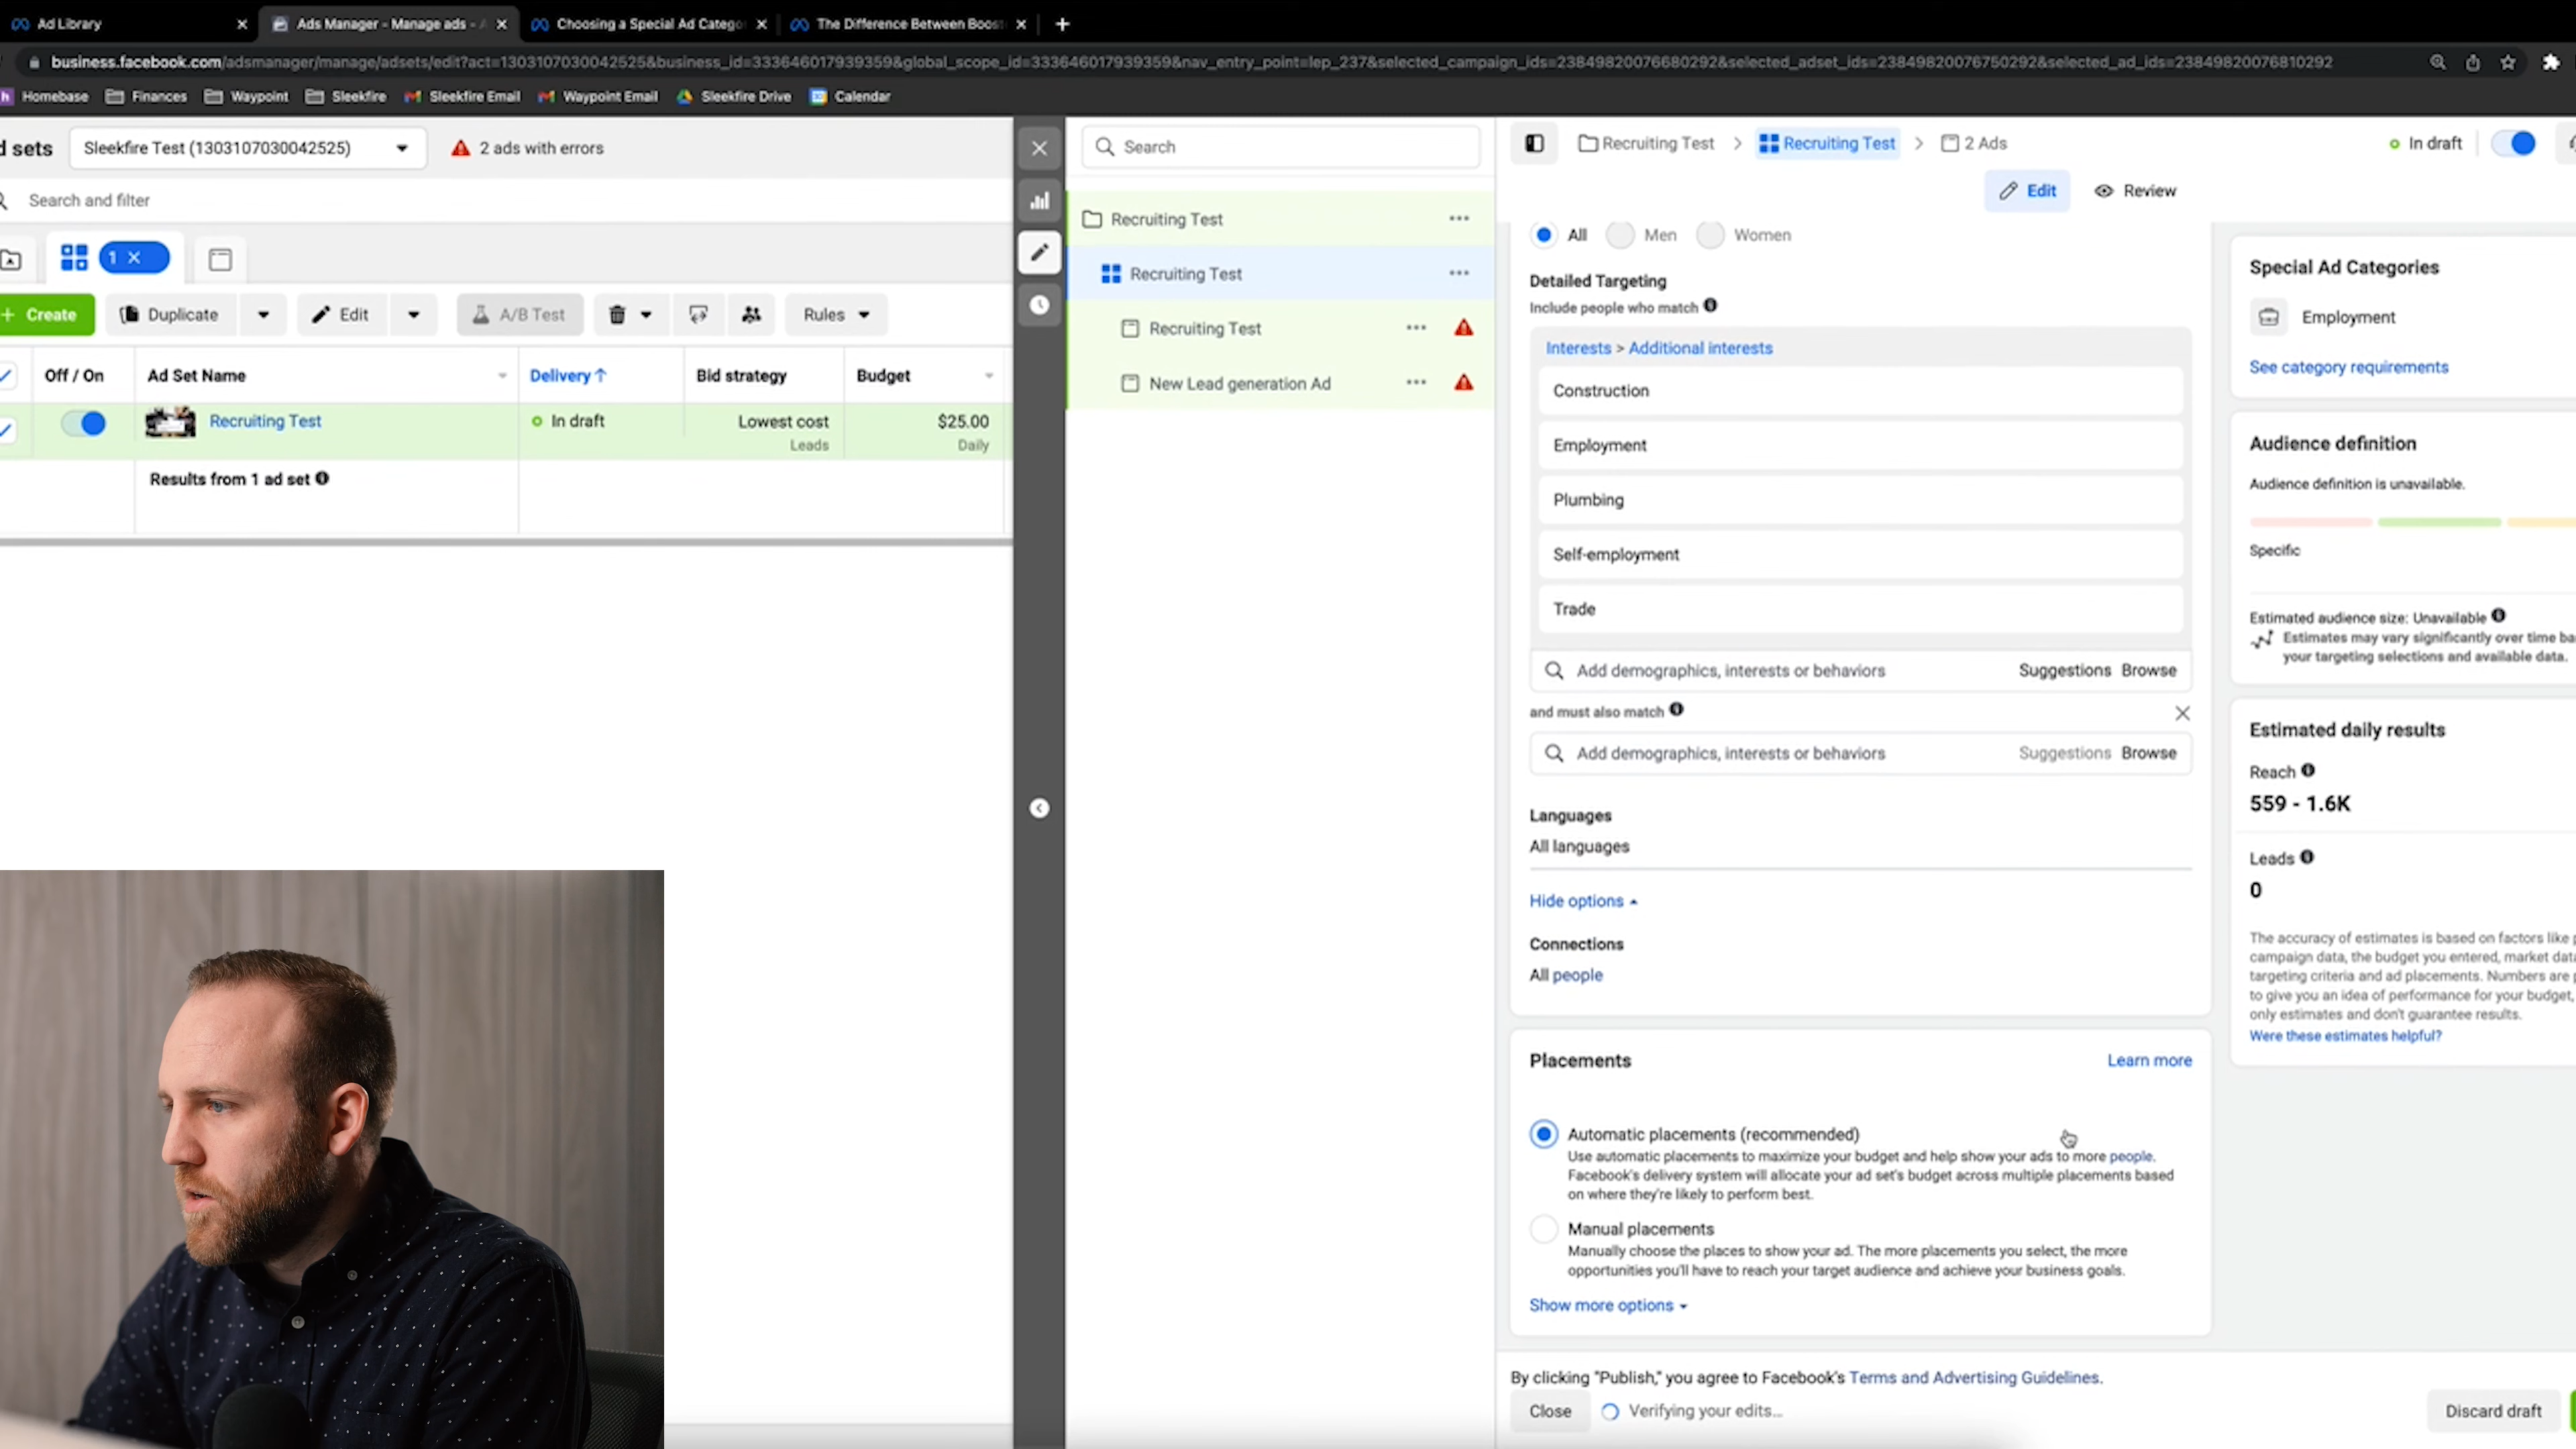 Ad Library
Ads Manager - Manage ads -
Choosing a Special Ad Catego
The Difference Between Boost
business.facebook.com/adsmanager/manage/adsets/edit?act=1303107030042525&business_id=333646017939359&global_scope_id=333646017939359&nav_entry_point=lep_237&selected_campaign_ids=23849820076680292&selected_adset_ids=23849820076750292&selected_ad_ids=23849820076810292
h Homebase Finances Waypoint Sleekfire Sleekfire Email Waypoint Email Sleekfire Drive Calendar
d sets
Sleekfire Test (1303107030042525)
2 ads with errors
Search and filter
1 ×
+ Create
Duplicate
Edit
A/B Test
Rules
Off / On
Ad Set Name
Delivery ↑
Bid strategy
Budget
Recruiting Test
In draft
Lowest cost
Leads
$25.00
Daily
Results from 1 ad set
Search
Recruiting Test
Recruiting Test
Recruiting Test
New Lead generation Ad
Recruiting Test > Recruiting Test > 2 Ads
In draft
Edit
Review
All Men Women
Detailed Targeting
Include people who match
Interests > Additional interests
Construction
Employment
Plumbing
Self-employment
Trade
Add demographics, interests or behaviors Suggestions Browse
and must also match
Add demographics, interests or behaviors Suggestions Browse
Languages
All languages
Hide options
Connections
All people
Placements
Learn more
Automatic placements (recommended)
Use automatic placements to maximize your budget and help show your ads to more people.
Facebook's delivery system will allocate your ad set's budget across multiple placements based
on where they're likely to perform best.
Manual placements
Manually choose the places to show your ad. The more placements you select, the more
opportunities you'll have to reach your target audience and achieve your business goals.
Show more options
By clicking "Publish," you agree to Facebook's Terms and Advertising Guidelines.
Close
Verifying your edits...
Discard draft
Special Ad Categories
Employment
See category requirements
Audience definition
Audience definition is unavailable.
Specific
Estimated audience size: Unavailable
Estimates may vary significantly over time ba
your targeting selections and available data.
Estimated daily results
Reach
559 - 1.6K
Leads
0
The accuracy of estimates is based on factors like p
campaign data, the budget you entered, market data
targeting criteria and ad placements. Numbers are p
to give you an idea of performance for your budget,
only estimates and don't guarantee results.
Were these estimates helpful?